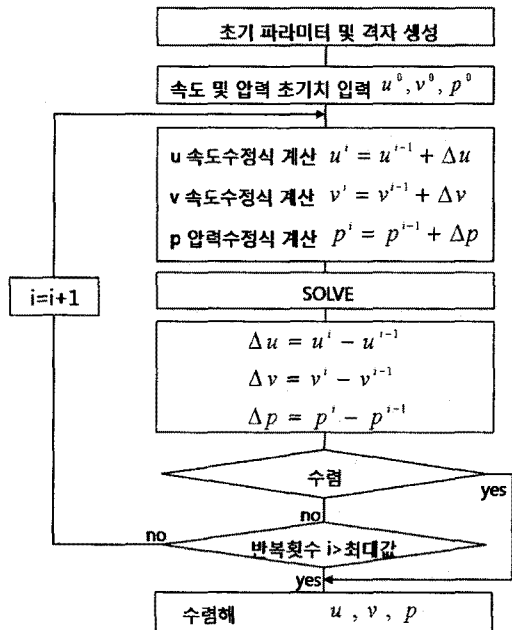 초기 파라미터 및 격자 생성
속도 및 압력 초기치 입력 u⁰, v⁰, p⁰
u 속도수정식 계산 uⁱ = uⁱ⁻¹ + Δu
v 속도수정식 계산 vⁱ = vⁱ⁻¹ + Δv
p 압력수정식 계산 pⁱ = pⁱ⁻¹ + Δp
i=i+1
SOLVE
Δu = uⁱ − uⁱ⁻¹
Δv = vⁱ − vⁱ⁻¹
Δp = pⁱ − pⁱ⁻¹
수렴
yes
no
no
반복횟수 i>최대값
yes
수렴해 u , v , p